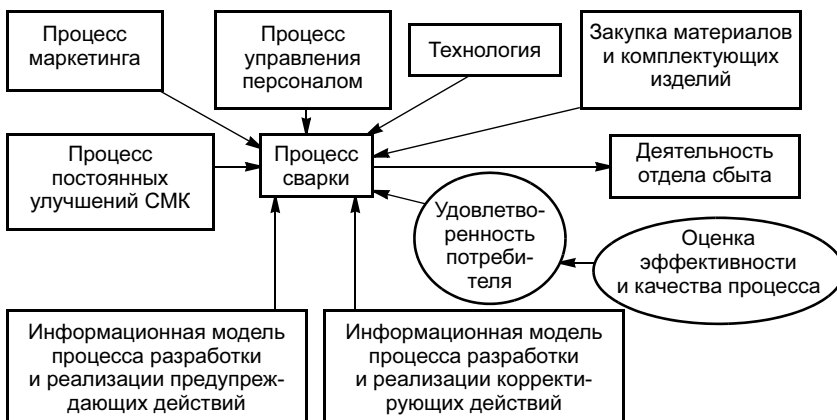 Процесс
маркетинга
Процесс
управления
персоналом
Технология
Закупка материалов
и комплектующих
изделий
Процесс
постоянных
улучшений СМК
Процесс
сварки
Деятельность
отдела сбыта
Удовлетво-
ренность
потреби-
теля
Оценка
эффективности
и качества процесса
Информационная модель
процесса разработки
и реализации предупреж-
дающих действий
Информационная модель
процесса разработки
и реализации корректи-
рующих действий